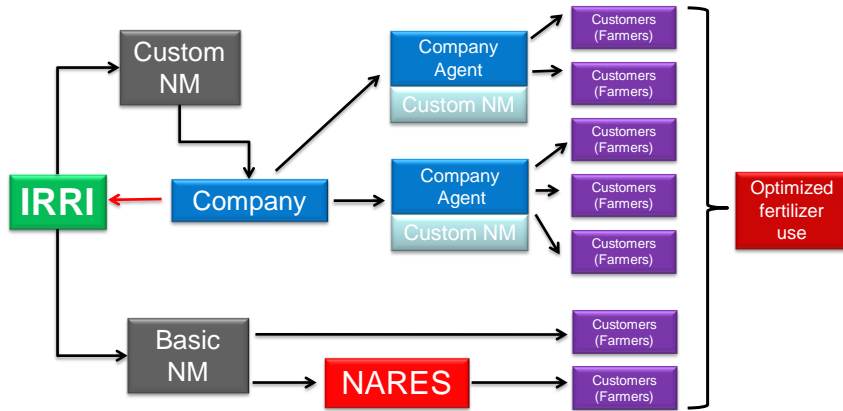 Custom
NM
Company
Agent
Custom NM
Customers
(Farmers)
Customers
(Farmers)
IRRI
Company
Company
Agent
Custom NM
Customers
(Farmers)
Customers
(Farmers)
Customers
(Farmers)
Optimized
fertilizer
use
Basic
NM
NARES
Customers
(Farmers)
Customers
(Farmers)